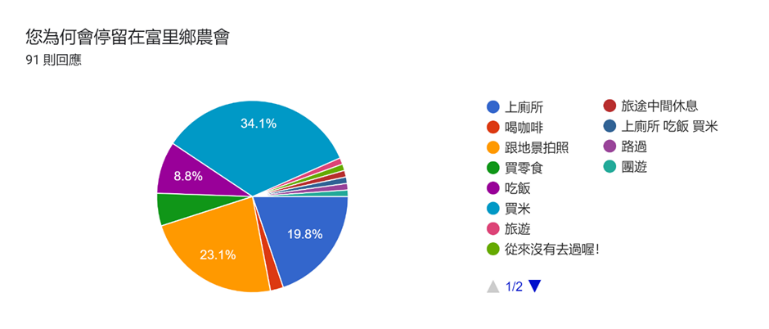 您為何會停留在富里鄉農會
91 則回應
34.1%
8.8%
23.1%
19.8%
上廁所
喝咖啡
跟地景拍照
買零食
吃飯
買米
旅遊
從來沒有去過喔!
旅途中間休息
上廁所 吃飯 買米
路過
團遊
1/2